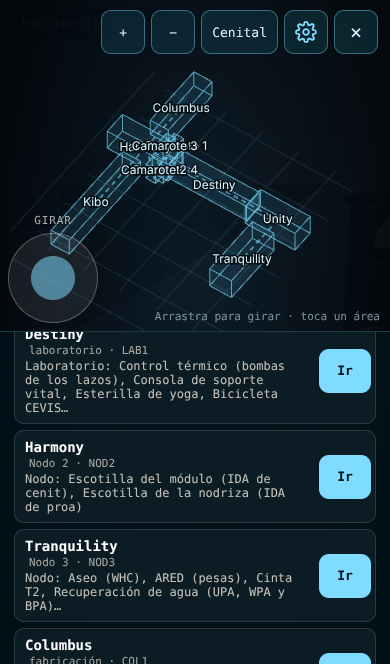 +
−
Cenital
✕
Columbus
Camarote 3 1
Camarote2 4
Destiny
Kibo
Unity
GIRAR
Tranquility
Arrastra para girar · toca un área
Destiny
laboratorio · LAB1
Laboratorio: Control térmico (bombas
de los lazos), Consola de soporte
vital, Esterilla de yoga, Bicicleta
CEVIS…
Ir
Harmony
Nodo 2 · NOD2
Nodo: Escotilla del módulo (IDA de
cenit), Escotilla de la nodriza (IDA
de proa)
Ir
Tranquility
Nodo 3 · NOD3
Nodo: Aseo (WHC), ARED (pesas), Cinta
T2, Recuperación de agua (UPA, WPA y
BPA)…
Ir
Columbus
fabricación · COL1